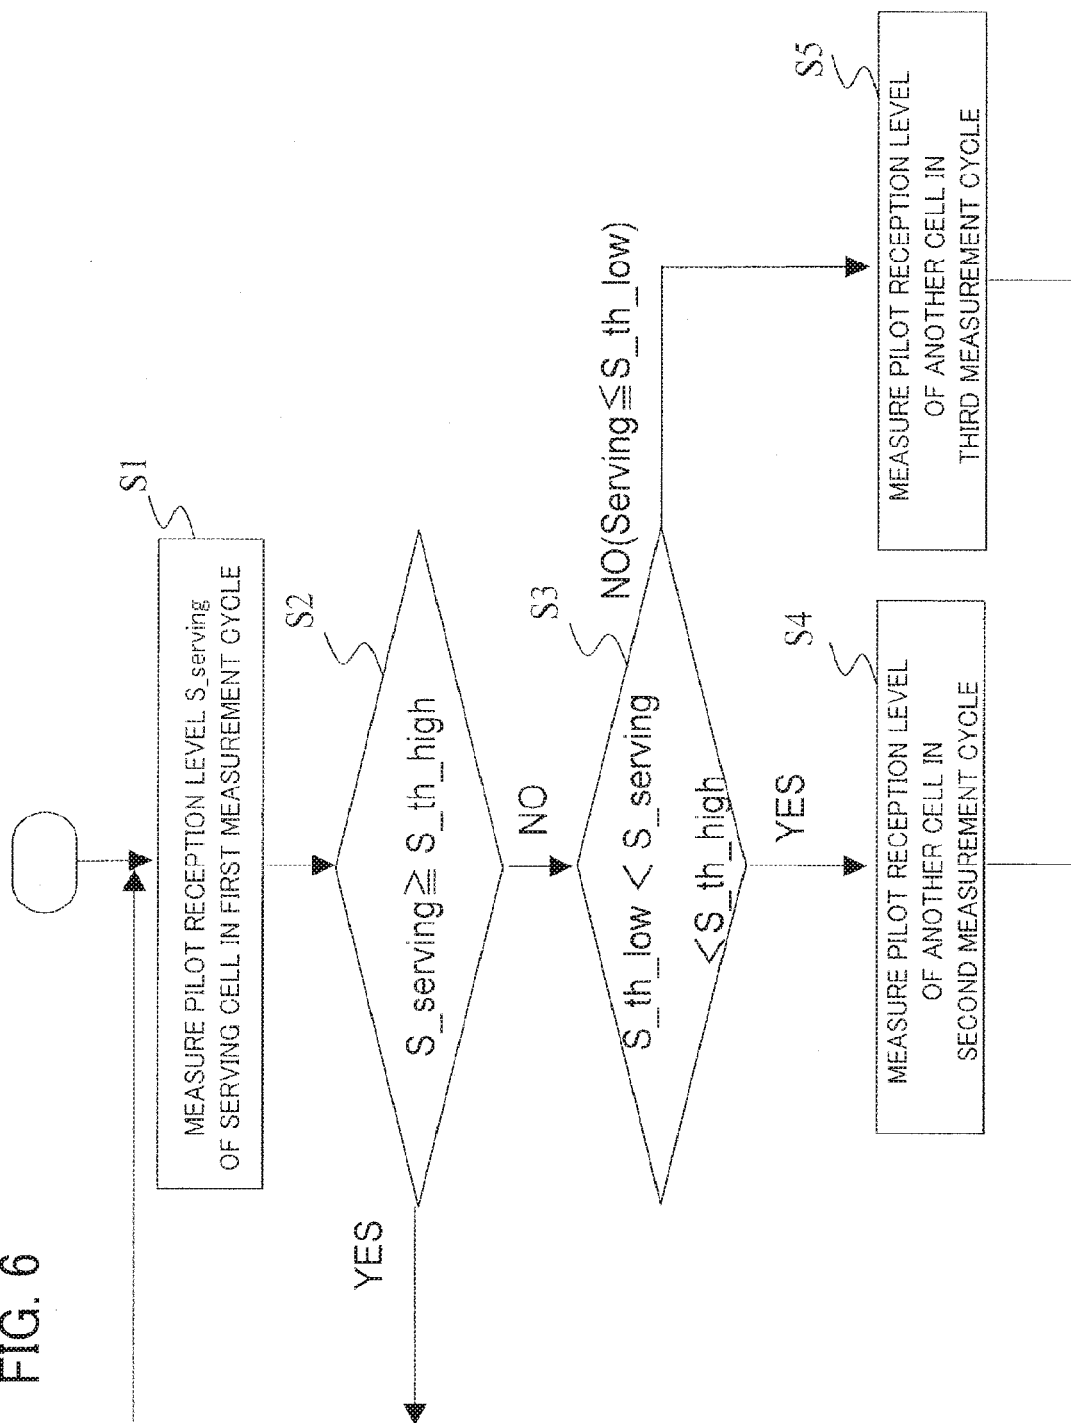 FIG. 6
S1
MEASURE PILOT RECEPTION LEVEL S_serving
OF SERVING CELL IN FIRST MEASUREMENT CYCLE
S2
S_serving≧ S_th_high
YES
NO
S3
S_th_low < S_serving
<S_th_high
NO(Serving≦S_th_low)
YES
S4
MEASURE PILOT RECEPTION LEVEL
OF ANOTHER CELL IN
SECOND MEASUREMENT CYCLE
S5
MEASURE PILOT RECEPTION LEVEL
OF ANOTHER CELL IN
THIRD MEASUREMENT CYCLE